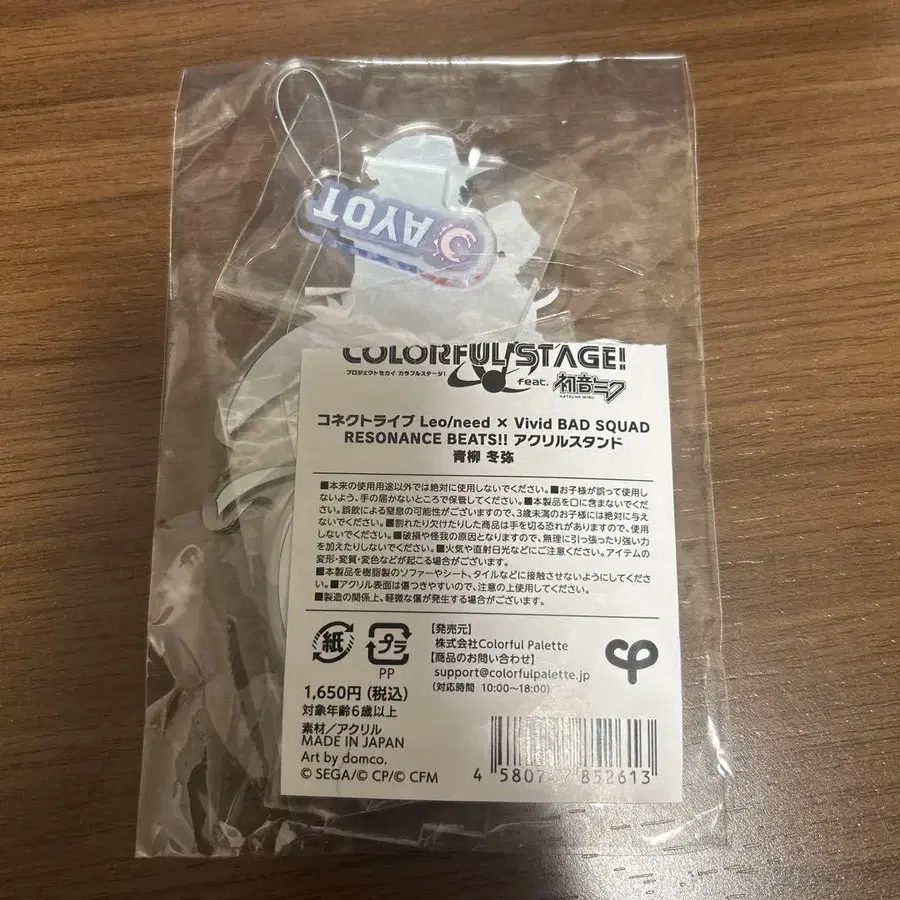 TOYA
COLORFUL STAGE!
プロジェクトセカイ カラフルステージ!
feat. 初音ミク
HATSUNE MIKU
コネクトライブ Leo/need × Vivid BAD SQUAD
RESONANCE BEATS!! アクリルスタンド
青柳 冬弥
■本来の使用用途以外では絶対に使用しないでください。■お子様が誤って使用し
ないよう、手の届かないところで保管してください。■本製品を口に含まないでくだ
さい。誤飲による窒息の可能性がございますので、3歳未満のお子様には絶対に与え
ないでください。■割れたり欠けたりした商品は手を切る恐れがありますので、使用
しないでください。■破損や怪我の原因となりますので、無理に引っ張ったり強い力
を加えたりしないでください。■火気や直射日光などにご注意ください。アイテムの
変形・変質・変色などが起こる場合がございます。
■本製品を樹脂製のソファーやシート、タイルなどに接触させないようにしてくださ
い。■アクリル表面は傷つきやすいので、注意の上使用してください。
■製造の関係上、軽微な傷が発生する場合がございます。
紙
プラ
PP
【発売元】
株式会社Colorful Palette
【商品のお問い合わせ】
support@colorfulpalette.jp
(対応時間 10:00～18:00)
1,650円(税込)
対象年齢6歳以上
素材/アクリル
MADE IN JAPAN
Art by domco.
© SEGA/© CP/© CFM
852613